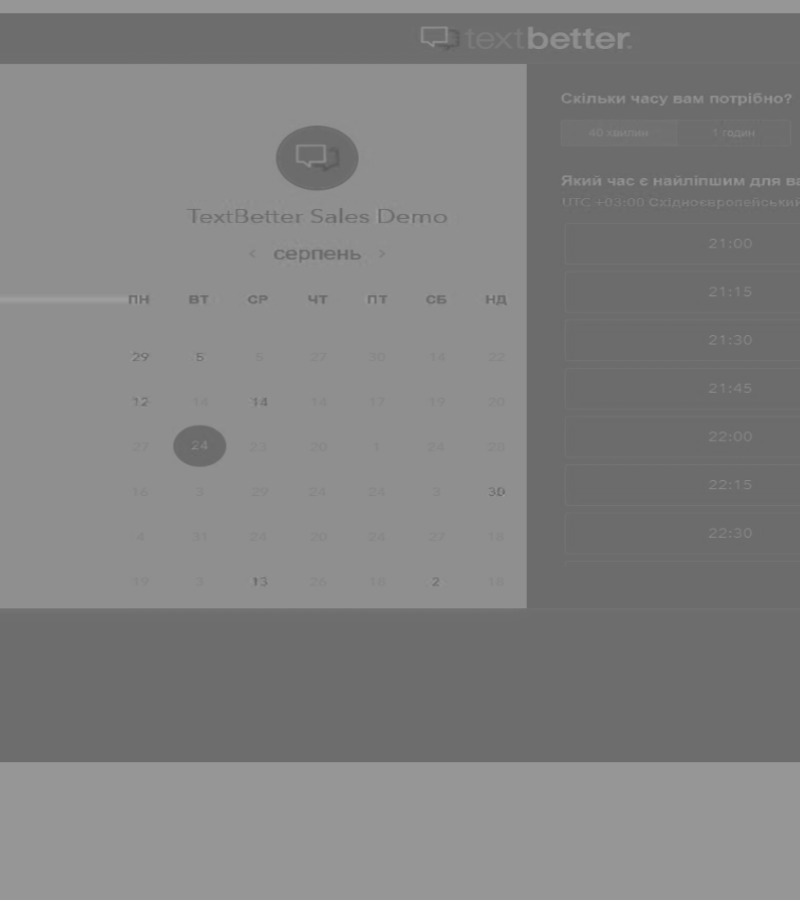 textbetter
TextBetter Sales Demo
‹ серпень ›
ПН ВТ СР ЧТ ПТ СБ НД
29 5 5 27 30 14 22
12 14 14 14 17 19 20
27 24 23 20 1 24 28
16 3 29 24 24 3 30
4 31 24 30 24 27 18
19 3 13 26 18 2 18
Скільки часу вам потрібно?
40 хвилин 1 годин
Який час є найліпшим для ва
UTC +03:00 Східноєвропейський
21:00
21:15
21:30
21:45
22:00
22:15
22:30